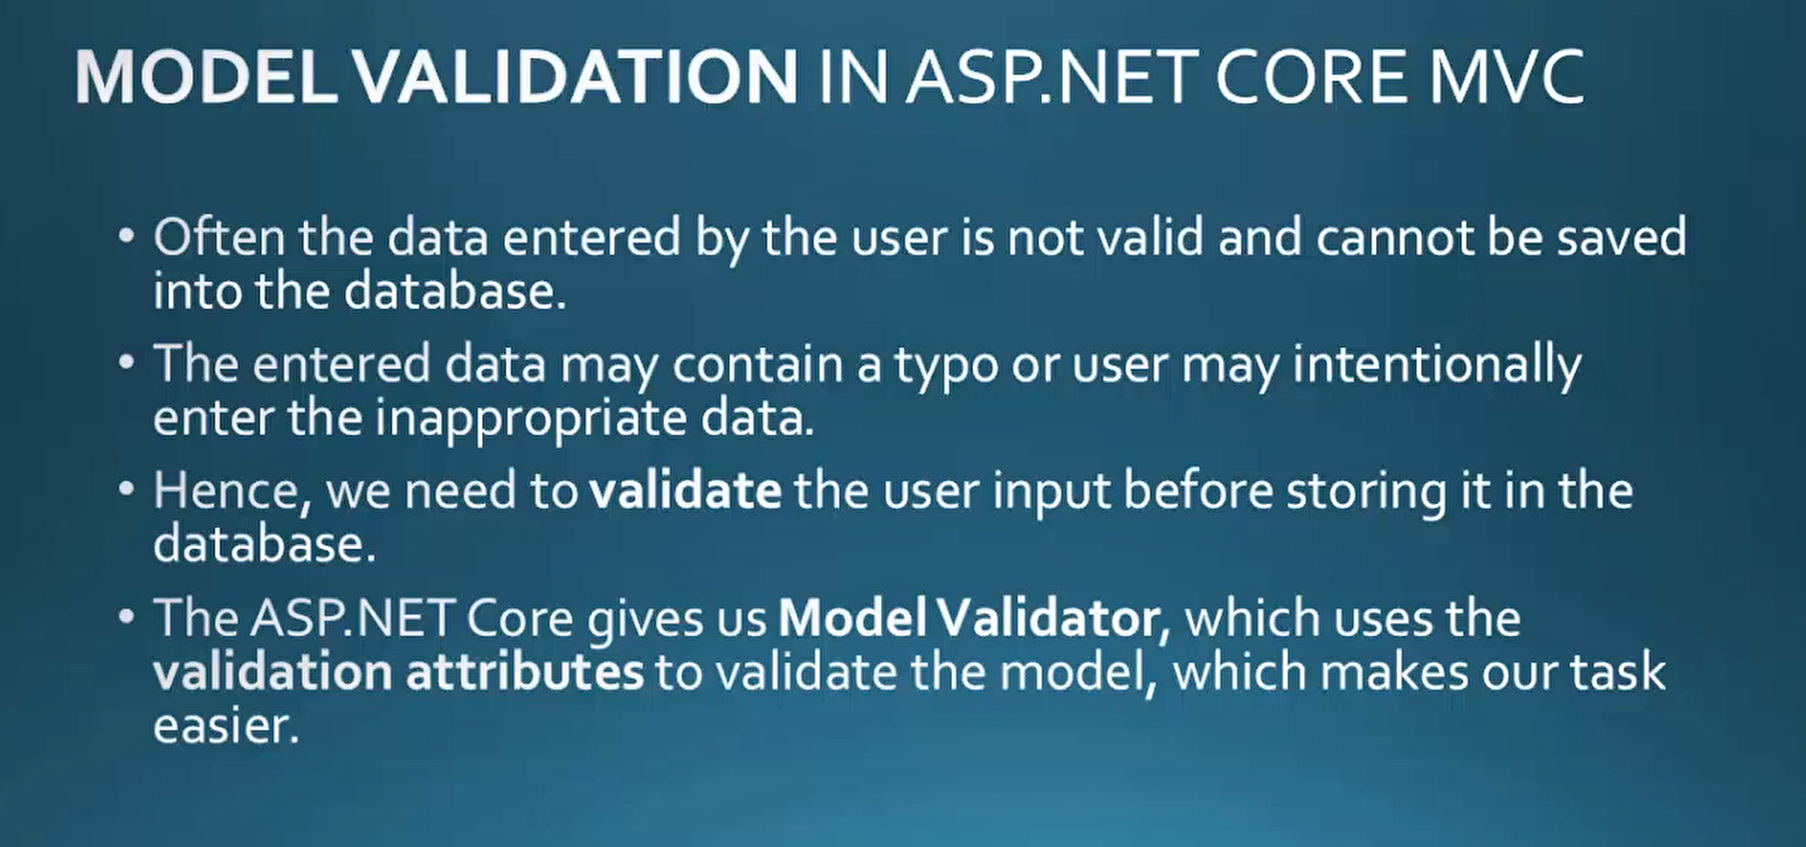 MODEL VALIDATION IN ASP.NET CORE MVC
• Often the data entered by the user is not valid and cannot be saved
into the database.
• The entered data may contain a typo or user may intentionally
enter the inappropriate data.
• Hence, we need to validate the user input before storing it in the
database.
• The ASP.NET Core gives us Model Validator, which uses the
validation attributes to validate the model, which makes our task
easier.